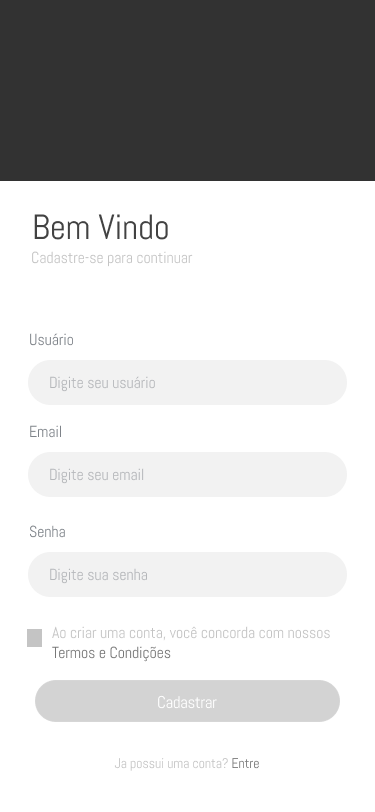 Bem Vindo
Cadastre-se para continuar
Usuário
Digite seu usuário
Email
Digite seu email
Senha
Digite sua senha
Ao criar uma conta, você concorda com nossos
Termos e Condições
Cadastrar
Ja possui uma conta? Entre